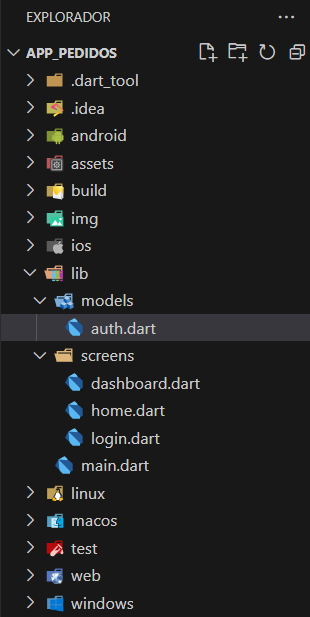 EXPLORADOR
APP_PEDIDOS
.dart_tool
.idea
android
assets
build
img
ios
lib
models
auth.dart
screens
dashboard.dart
home.dart
login.dart
main.dart
linux
macos
test
web
windows